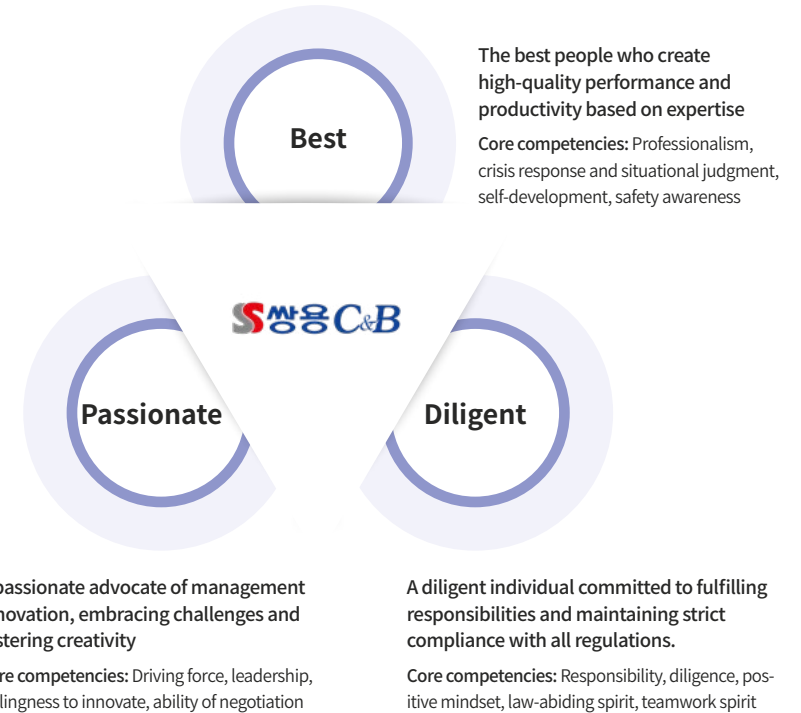 Best
The best people who create
high-quality performance and
productivity based on expertise
Core competencies: Professionalism,
crisis response and situational judgment,
self-development, safety awareness
SS쌍용C&B
Passionate
Diligent
passionate advocate of management
novation, embracing challenges and
stering creativity
re competencies: Driving force, leadership,
lingness to innovate, ability of negotiation
A diligent individual committed to fulfilling
responsibilities and maintaining strict
compliance with all regulations.
Core competencies: Responsibility, diligence, pos-
itive mindset, law-abiding spirit, teamwork spirit